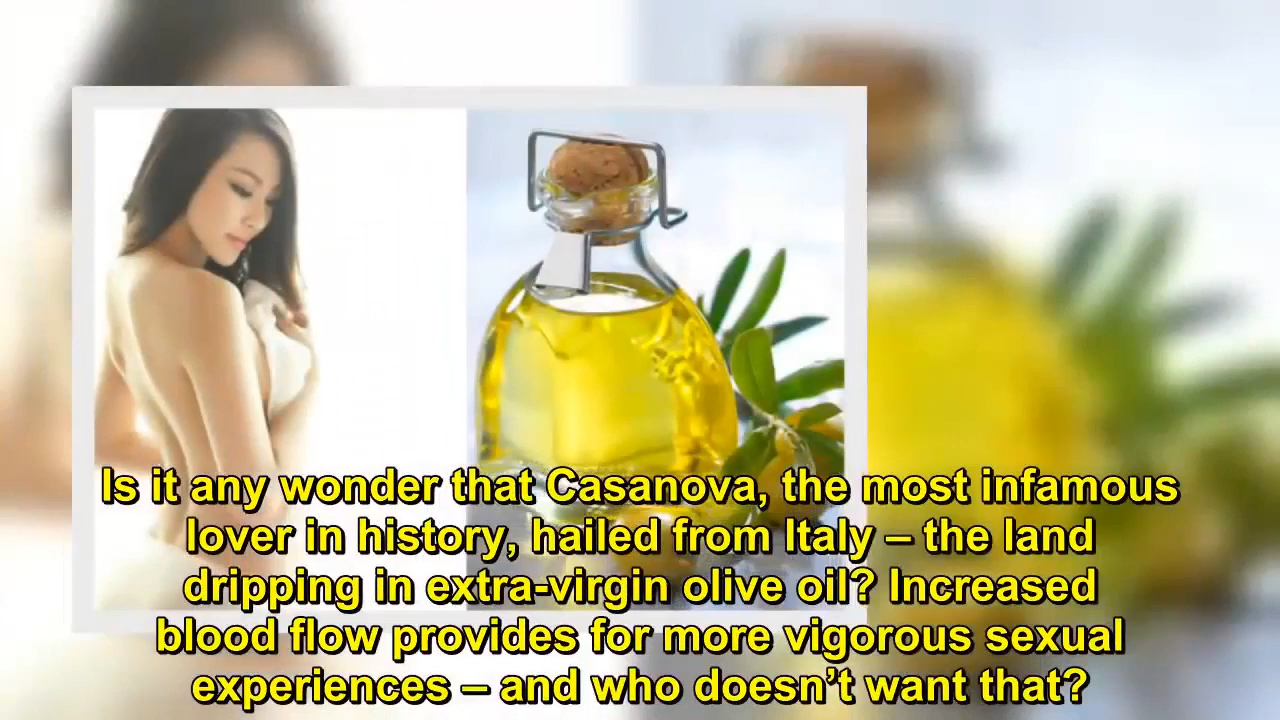 Is it any wonder that Casanova, the most infamous
lover in history, hailed from Italy – the land
dripping in extra-virgin olive oil? Increased
blood flow provides for more vigorous sexual
experiences – and who doesn’t want that?